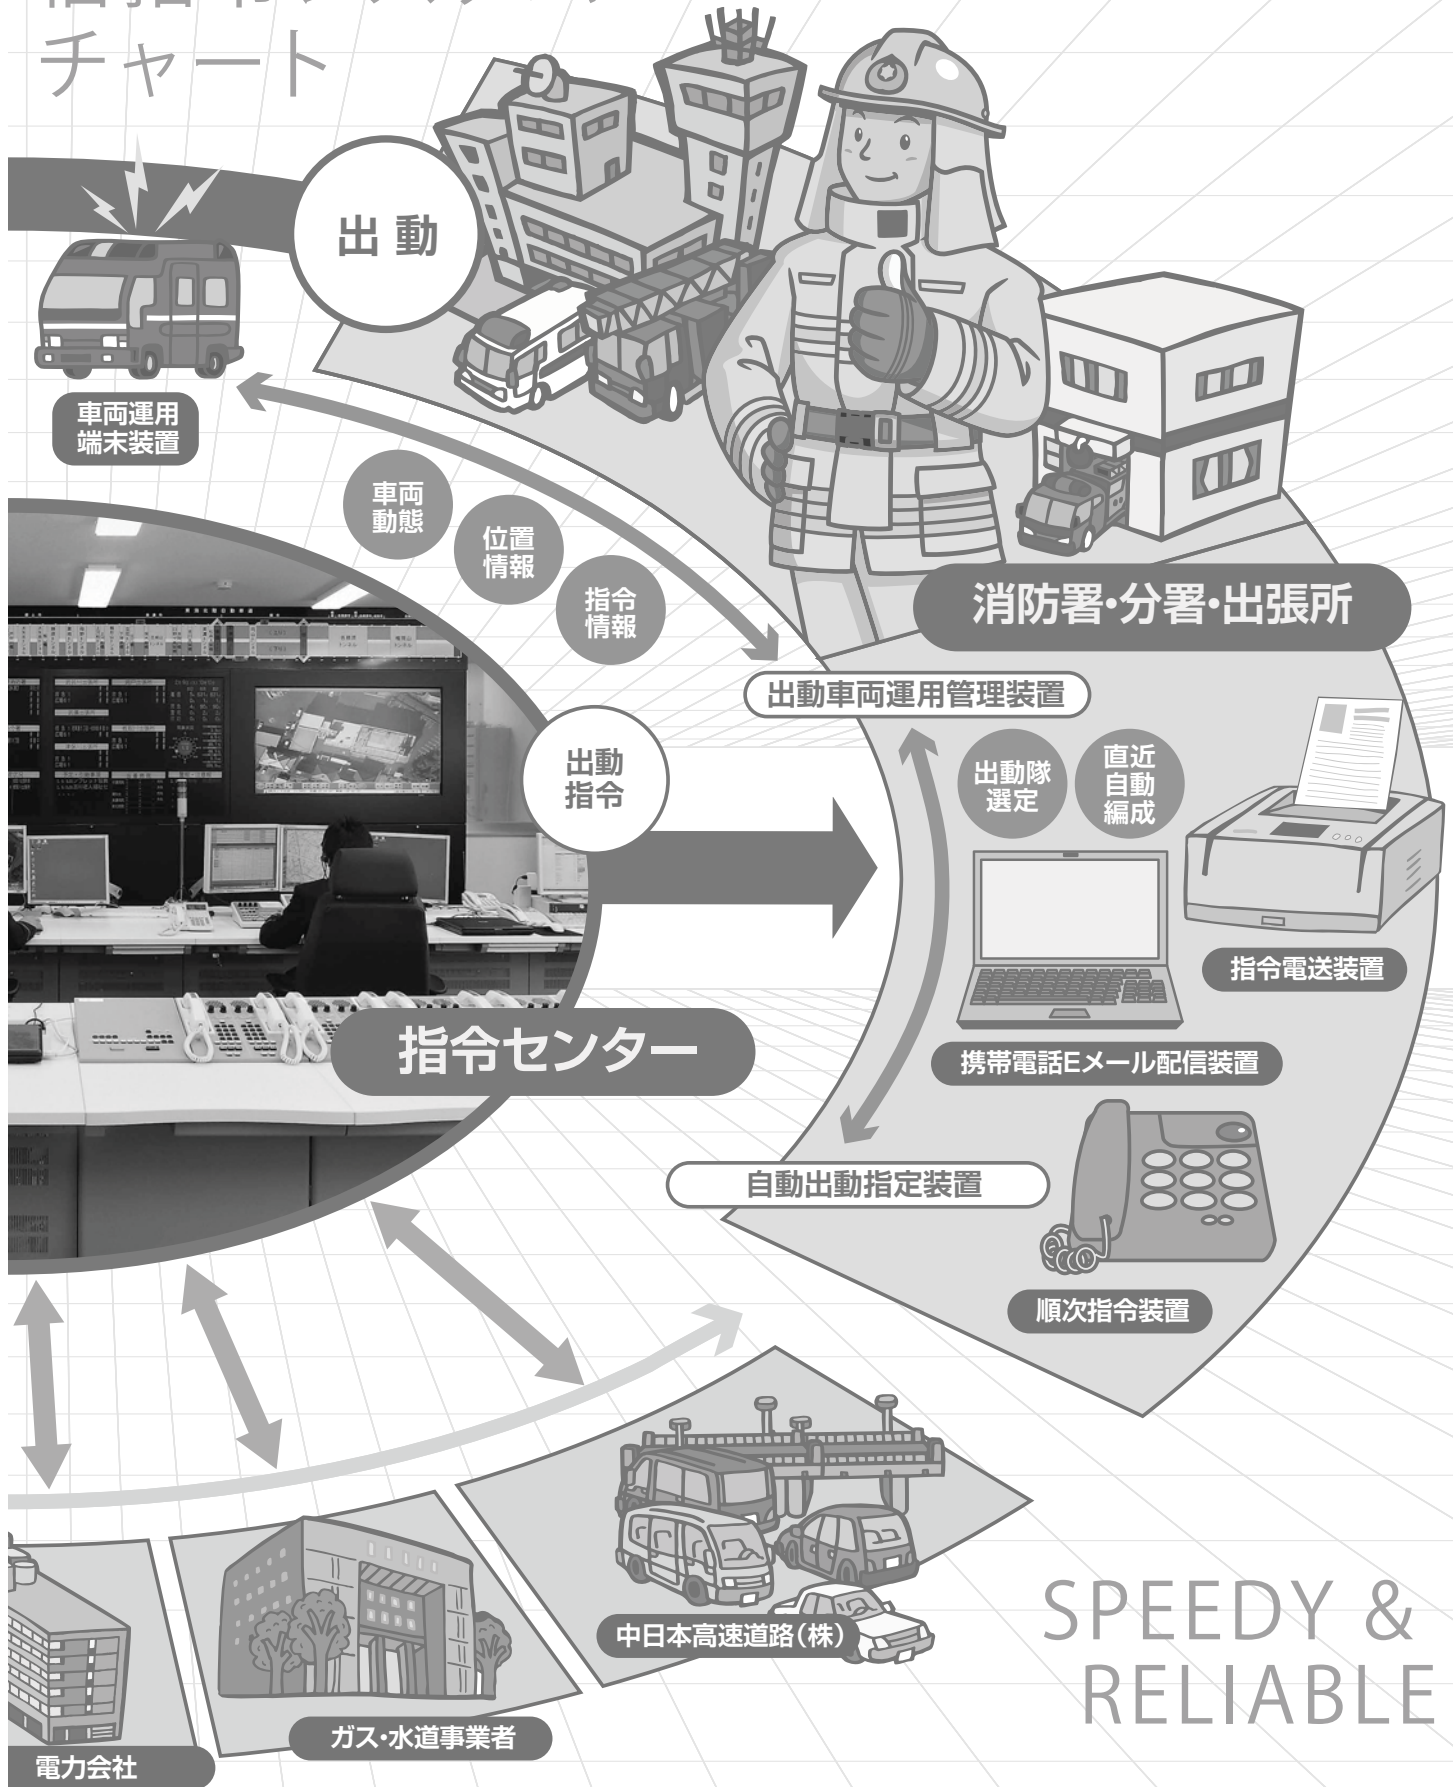 チャート
出動
車両運用
端末装置
車両
動態
位置
情報
指令
情報
消防署・分署・出張所
出動車両運用管理装置
出動
指令
出動隊
選定
直近
自動
編成
指令電送装置
指令センター
携帯電話Eメール配信装置
自動出動指定装置
順次指令装置
中日本高速道路(株)
ガス・水道事業者
電力会社
SPEEDY &
RELIABLE